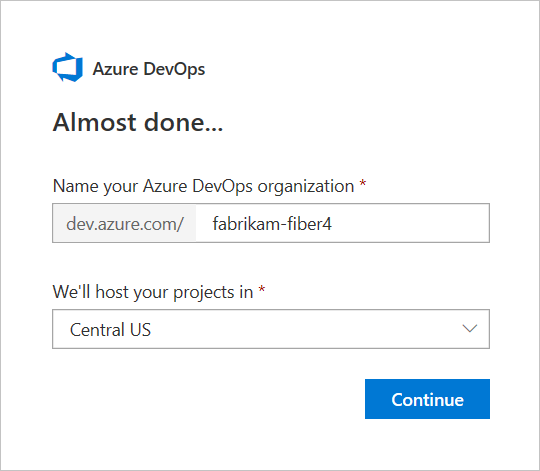 Azure DevOps
Almost done...
Name your Azure DevOps organization *
dev.azure.com/ fabrikam-fiber4
We'll host your projects in *
Central US
Continue